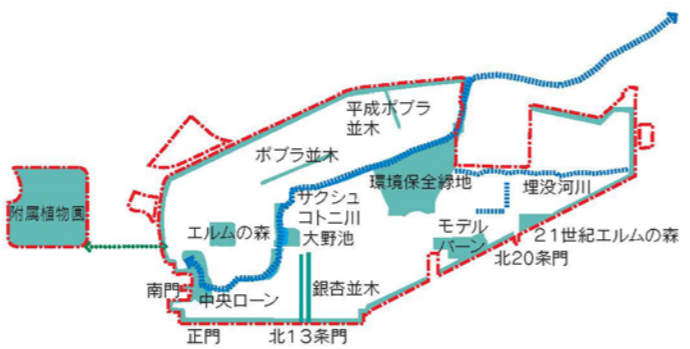 平成ポプラ
並木
ポプラ並木
環境保全緑地
サクシュ
コトニ川
大野池
埋没河川
附属植物園
エルムの森
モデル
バーン
21世紀エルムの森
北20条門
南門
中央ローン
銀杏並木
正門
北13条門